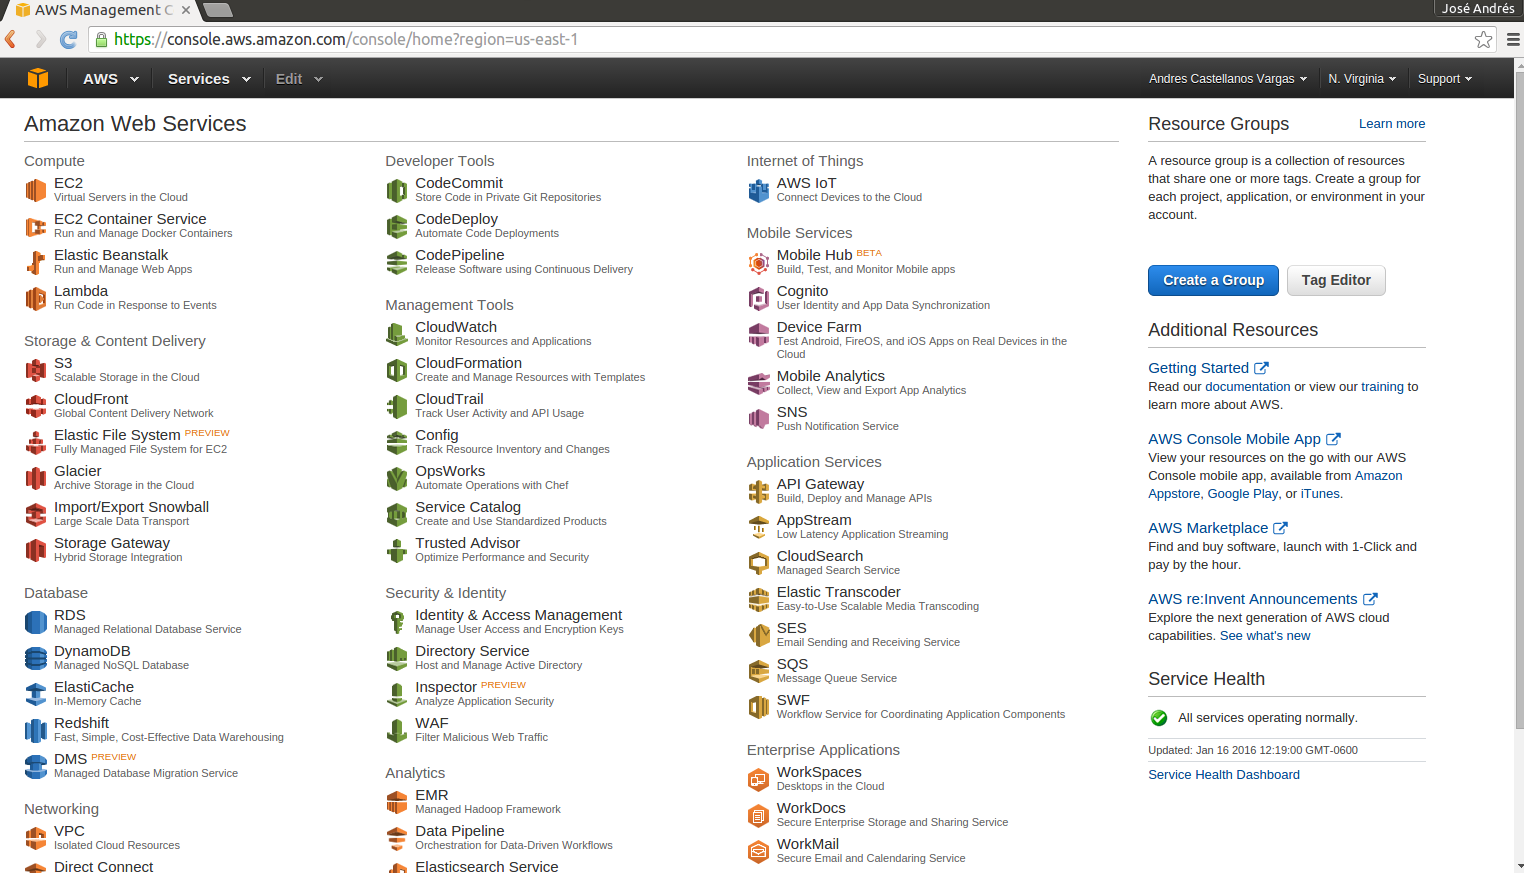 AWS Management C
José Andrés
https://console.aws.amazon.com/console/home?region=us-east-1
AWS
Services
Edit
Andres Castellanos Vargas
N. Virginia
Support
Amazon Web Services
Compute
EC2
Virtual Servers in the Cloud
EC2 Container Service
Run and Manage Docker Containers
Elastic Beanstalk
Run and Manage Web Apps
Lambda
Run Code in Response to Events
Storage & Content Delivery
S3
Scalable Storage in the Cloud
CloudFront
Global Content Delivery Network
Elastic File System PREVIEW
Fully Managed File System for EC2
Glacier
Archive Storage in the Cloud
Import/Export Snowball
Large Scale Data Transport
Storage Gateway
Hybrid Storage Integration
Database
RDS
Managed Relational Database Service
DynamoDB
Managed NoSQL Database
ElastiCache
In-Memory Cache
Redshift
Fast, Simple, Cost-Effective Data Warehousing
DMS PREVIEW
Managed Database Migration Service
Networking
VPC
Isolated Cloud Resources
Direct Connect
Developer Tools
CodeCommit
Store Code in Private Git Repositories
CodeDeploy
Automate Code Deployments
CodePipeline
Release Software using Continuous Delivery
Management Tools
CloudWatch
Monitor Resources and Applications
CloudFormation
Create and Manage Resources with Templates
CloudTrail
Track User Activity and API Usage
Config
Track Resource Inventory and Changes
OpsWorks
Automate Operations with Chef
Service Catalog
Create and Use Standardized Products
Trusted Advisor
Optimize Performance and Security
Security & Identity
Identity & Access Management
Manage User Access and Encryption Keys
Directory Service
Host and Manage Active Directory
Inspector PREVIEW
Analyze Application Security
WAF
Filter Malicious Web Traffic
Analytics
EMR
Managed Hadoop Framework
Data Pipeline
Orchestration for Data-Driven Workflows
Elasticsearch Service
Internet of Things
AWS IoT
Connect Devices to the Cloud
Mobile Services
Mobile Hub BETA
Build, Test, and Monitor Mobile apps
Cognito
User Identity and App Data Synchronization
Device Farm
Test Android, FireOS, and iOS Apps on Real Devices in the
Cloud
Mobile Analytics
Collect, View and Export App Analytics
SNS
Push Notification Service
Application Services
API Gateway
Build, Deploy and Manage APIs
AppStream
Low Latency Application Streaming
CloudSearch
Managed Search Service
Elastic Transcoder
Easy-to-Use Scalable Media Transcoding
SES
Email Sending and Receiving Service
SQS
Message Queue Service
SWF
Workflow Service for Coordinating Application Components
Enterprise Applications
WorkSpaces
Desktops in the Cloud
WorkDocs
Secure Enterprise Storage and Sharing Service
WorkMail
Secure Email and Calendaring Service
Resource Groups
Learn more
A resource group is a collection of resources
that share one or more tags. Create a group for
each project, application, or environment in your
account.
Create a Group
Tag Editor
Additional Resources
Getting Started
Read our documentation or view our training to
learn more about AWS.
AWS Console Mobile App
View your resources on the go with our AWS
Console mobile app, available from Amazon
Appstore, Google Play, or iTunes.
AWS Marketplace
Find and buy software, launch with 1-Click and
pay by the hour.
AWS re:Invent Announcements
Explore the next generation of AWS cloud
capabilities. See what's new
Service Health
All services operating normally.
Updated: Jan 16 2016 12:19:00 GMT-0600
Service Health Dashboard